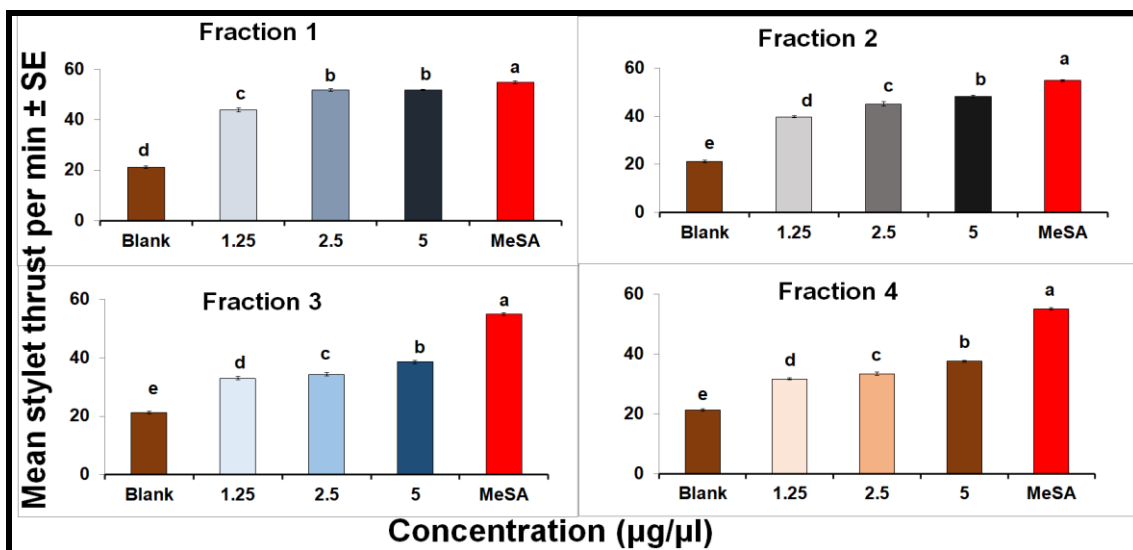 Mean stylet thrust per min ± SE
Fraction 1
60
40
20
0
d
c
b
b
a
Blank 1.25 2.5 5 MeSA
Fraction 2
60
40
20
0
e
d
c
b
a
Blank 1.25 2.5 5 MeSA
Fraction 3
60
40
20
0
e
d
c
b
a
Blank 1.25 2.5 5 MeSA
Fraction 4
60
40
20
0
e
d
c
b
a
Blank 1.25 2.5 5 MeSA
Concentration (µg/µl)